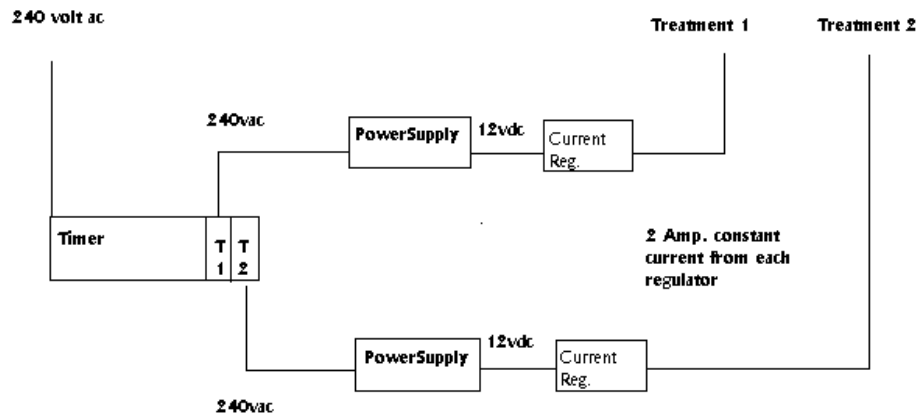 240 volt ac
Treatment 1
Treatment 2
240vac
PowerSupply
12vdc
Current
Reg.
Timer
T
1
T
2
2 Amp. constant
current from each
regulator
PowerSupply
12vdc
Current
Reg.
240vac